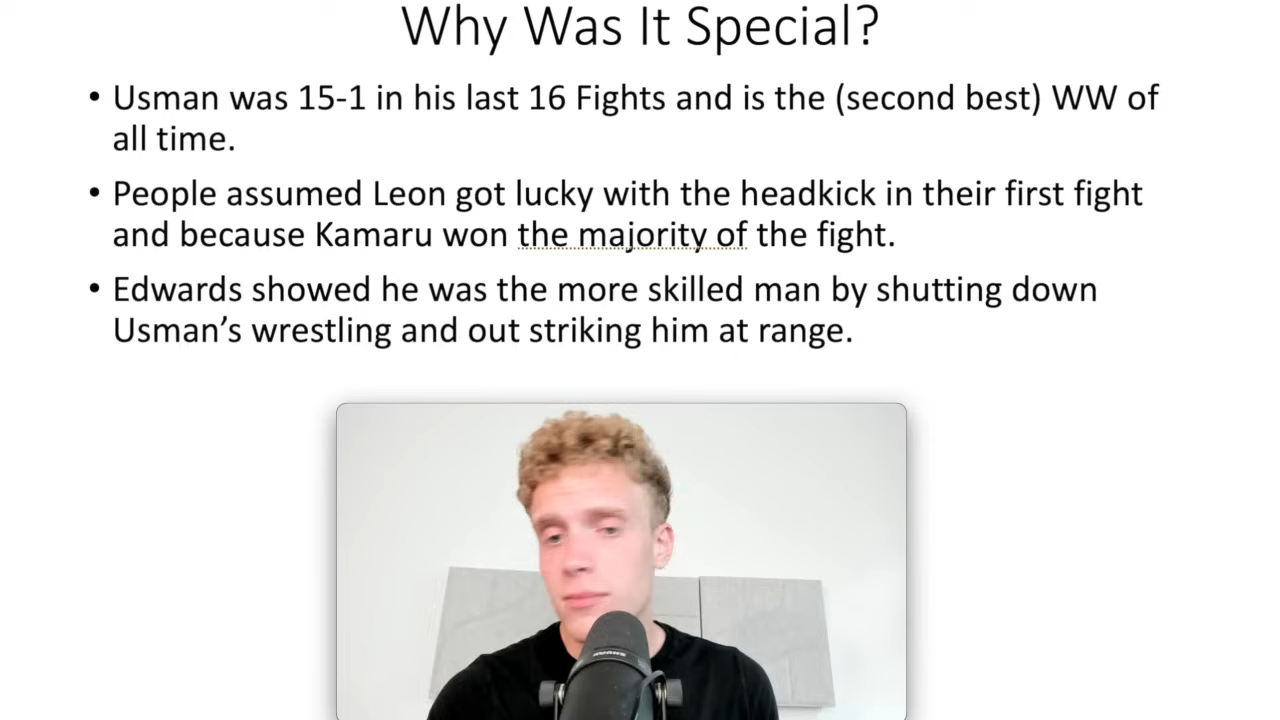 Why Was It Special?
• Usman was 15-1 in his last 16 Fights and is the (second best) WW of
all time.
• People assumed Leon got lucky with the headkick in their first fight
and because Kamaru won the majority of the fight.
• Edwards showed he was the more skilled man by shutting down
Usman’s wrestling and out striking him at range.